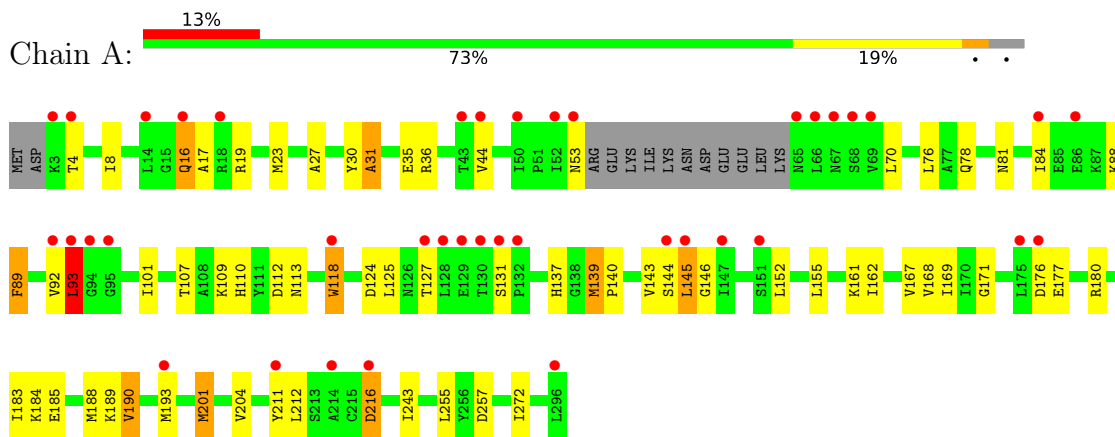 13%
Chain A:
73% 19% • •
MET ASP K3 T4 I8 L14 G15 Q16 A17 R18 R19 M23 A27 Y30 A31 E35 R36 T43 V44 I50 P51 I52 N53 ARG GLU LYS ILE LYS ASN ASP GLU GLU LEU LYS N65 L66 N67 S68 V69 L70 L76 A77 Q78 N81 I84 E85 E86 K87 K88
F89 V92 L93 G94 G95 I101 T107 A108 K109 H110 Y111 D112 N113 W118 D124 L125 N126 T127 L128 E129 T130 S131 P132 H137 G138 M139 P140 V143 S144 L145 G146 I147 S151 L152 L155 K161 I162 V167 V168 I169 I170 G171 L175 D176 E177 R180
I183 K184 E185 M188 K189 V190 M193 M201 V204 Y211 L212 S213 A214 C215 D216 I243 L255 Y256 D257 I272 L296